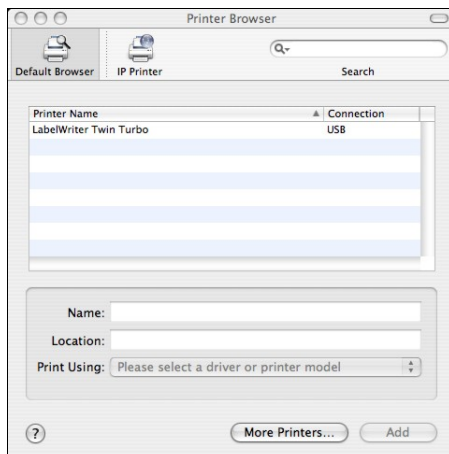 Printer Browser
Default Browser IP Printer Search
Printer Name Connection
LabelWriter Twin Turbo USB
Name:
Location:
Print Using: Please select a driver or printer model
? More Printers... Add